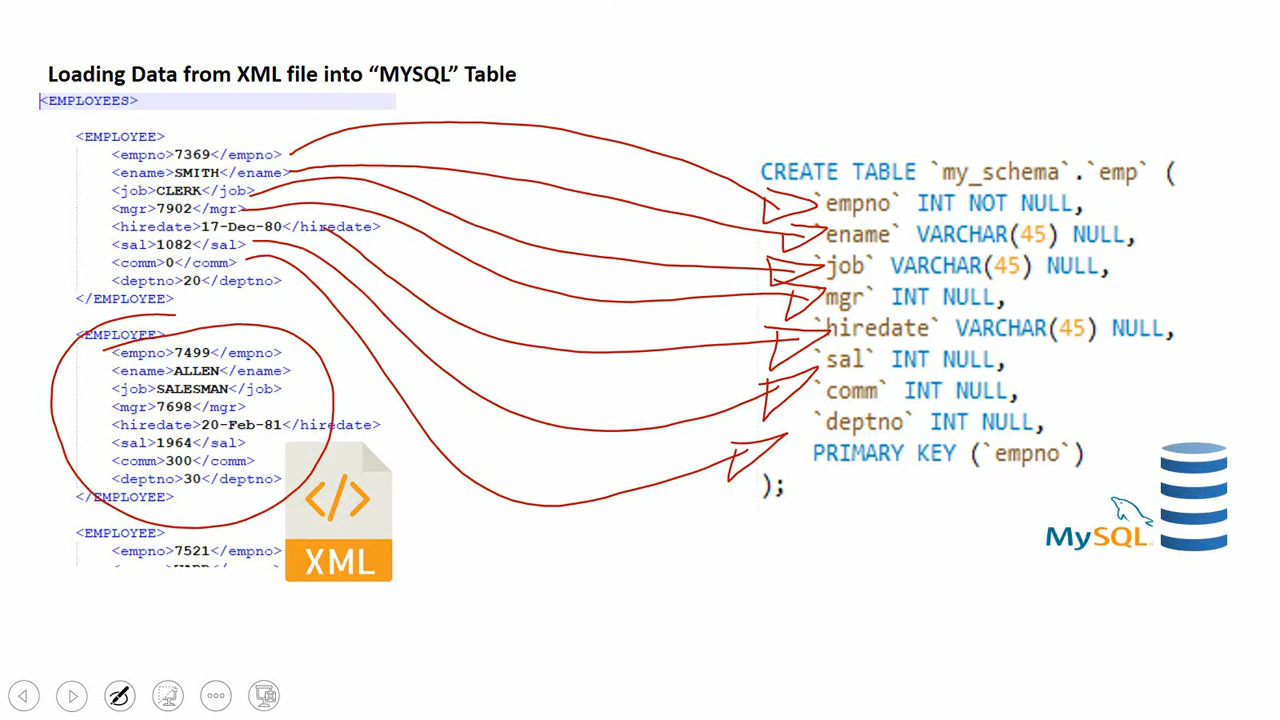 Loading Data from XML file into “MYSQL” Table
<EMPLOYEES>
<EMPLOYEE>
<empno>7369</empno>
<ename>SMITH</ename>
<job>CLERK</job>
<mgr>7902</mgr>
<hiredate>17-Dec-80</hiredate>
<sal>1082</sal>
<comm>0</comm>
<deptno>20</deptno>
</EMPLOYEE>
<EMPLOYEE>
<empno>7499</empno>
<ename>ALLEN</ename>
<job>SALESMAN</job>
<mgr>7698</mgr>
<hiredate>20-Feb-81</hiredate>
<sal>1964</sal>
<comm>300</comm>
<deptno>30</deptno>
</EMPLOYEE>
<EMPLOYEE>
<empno>7521</empno>
</> XML
CREATE TABLE `my_schema`.`emp` (
`empno` INT NOT NULL,
`ename` VARCHAR(45) NULL,
`job` VARCHAR(45) NULL,
`mgr` INT NULL,
`hiredate` VARCHAR(45) NULL,
`sal` INT NULL,
`comm` INT NULL,
`deptno` INT NULL,
PRIMARY KEY (`empno`)
);
MySQL